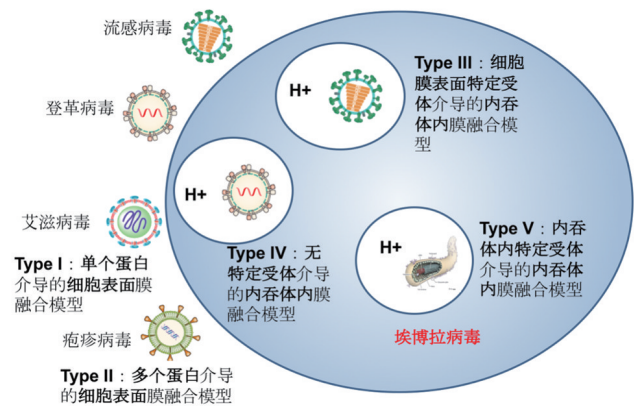 流感病毒
登革病毒
艾滋病毒
Type I：单个蛋白
介导的细胞表面膜
融合模型
疱疹病毒
Type II：多个蛋白介导
的细胞表面膜融合模型
H+
Type III：细胞
膜表面特定受
体介导的内吞
体内膜融合模
型
H+
Type IV：无
特定受体介导
的内吞体内膜
融合模型
H+
Type V：内吞
体内特定受体
介导的内吞体
内膜融合模型
埃博拉病毒